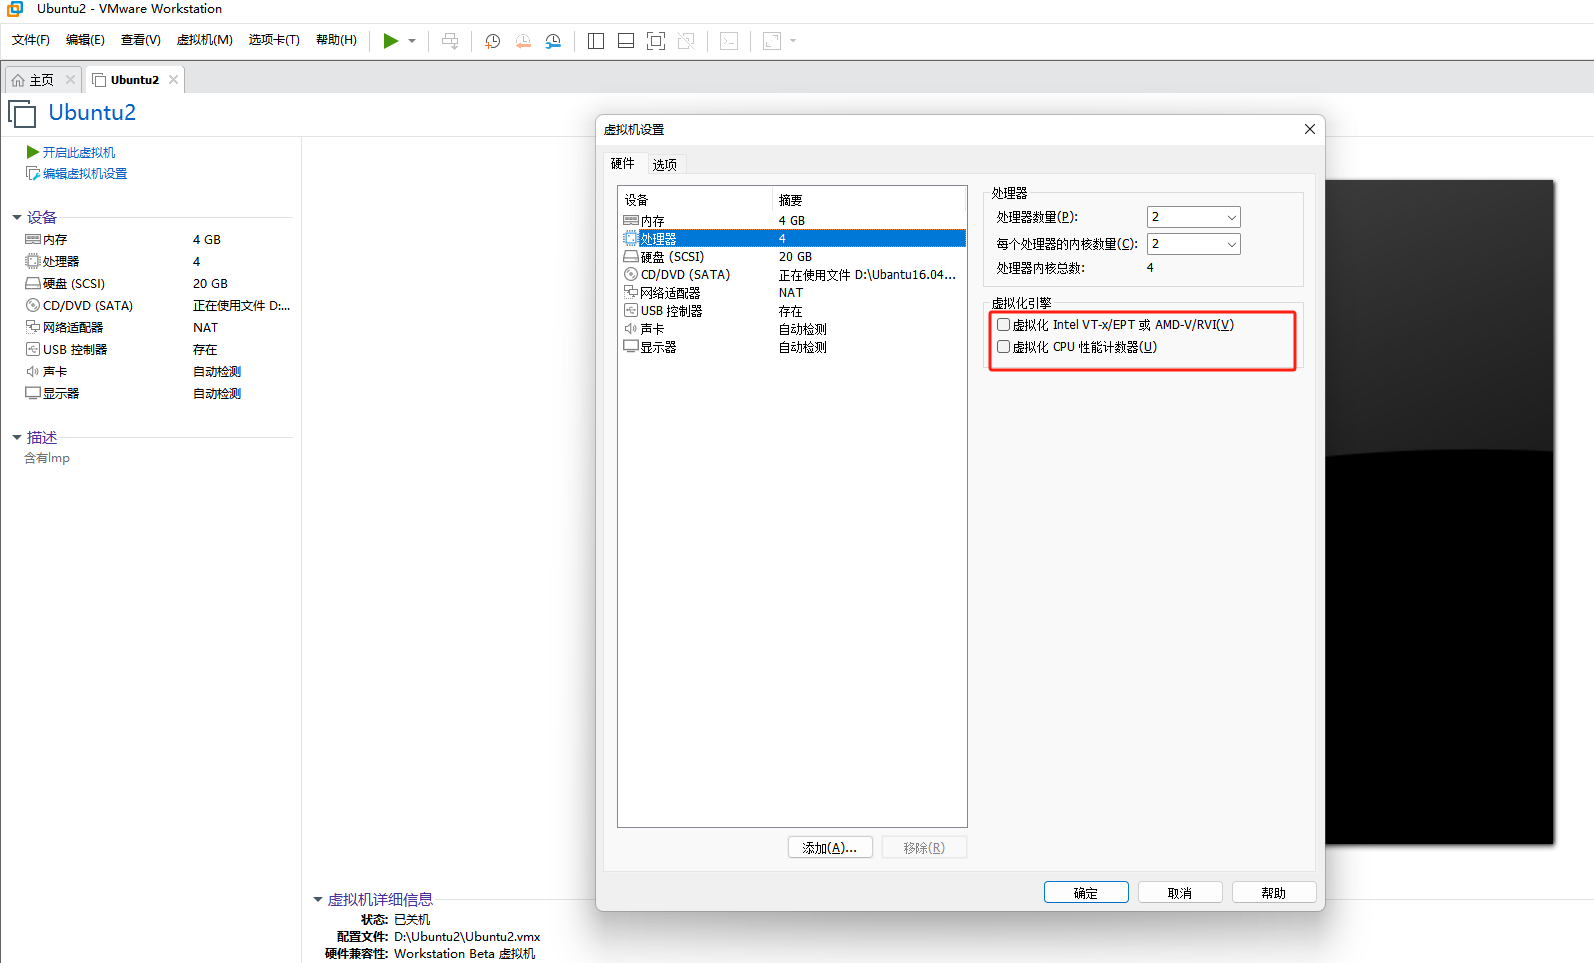 Ubuntu2 - VMware Workstation
文件(F) 编辑(E) 查看(V) 虚拟机(M) 选项卡(T) 帮助(H)
主页 Ubuntu2
Ubuntu2
开启此虚拟机
编辑虚拟机设置
设备
内存 4 GB
处理器 4
硬盘 (SCSI) 20 GB
CD/DVD (SATA) 正在使用文件 D:...
网络适配器 NAT
USB 控制器 存在
声卡 自动检测
显示器 自动检测
描述
含有lmp
虚拟机设置
硬件 选项
设备 摘要
内存 4 GB
处理器 4
硬盘 (SCSI) 20 GB
CD/DVD (SATA) 正在使用文件 D:\Ubantu16.04...
网络适配器 NAT
USB 控制器 存在
声卡 自动检测
显示器 自动检测
添加(A)... 移除(R)
处理器
处理器数量(P): 2
每个处理器的内核数量(C): 2
处理器内核总数: 4
虚拟化引擎
虚拟化 Intel VT-x/EPT 或 AMD-V/RVI(V)
虚拟化 CPU 性能计数器(U)
确定 取消 帮助
虚拟机详细信息
状态: 已关机
配置文件: D:\Ubuntu2\Ubuntu2.vmx
硬件兼容性: Workstation Beta 虚拟机